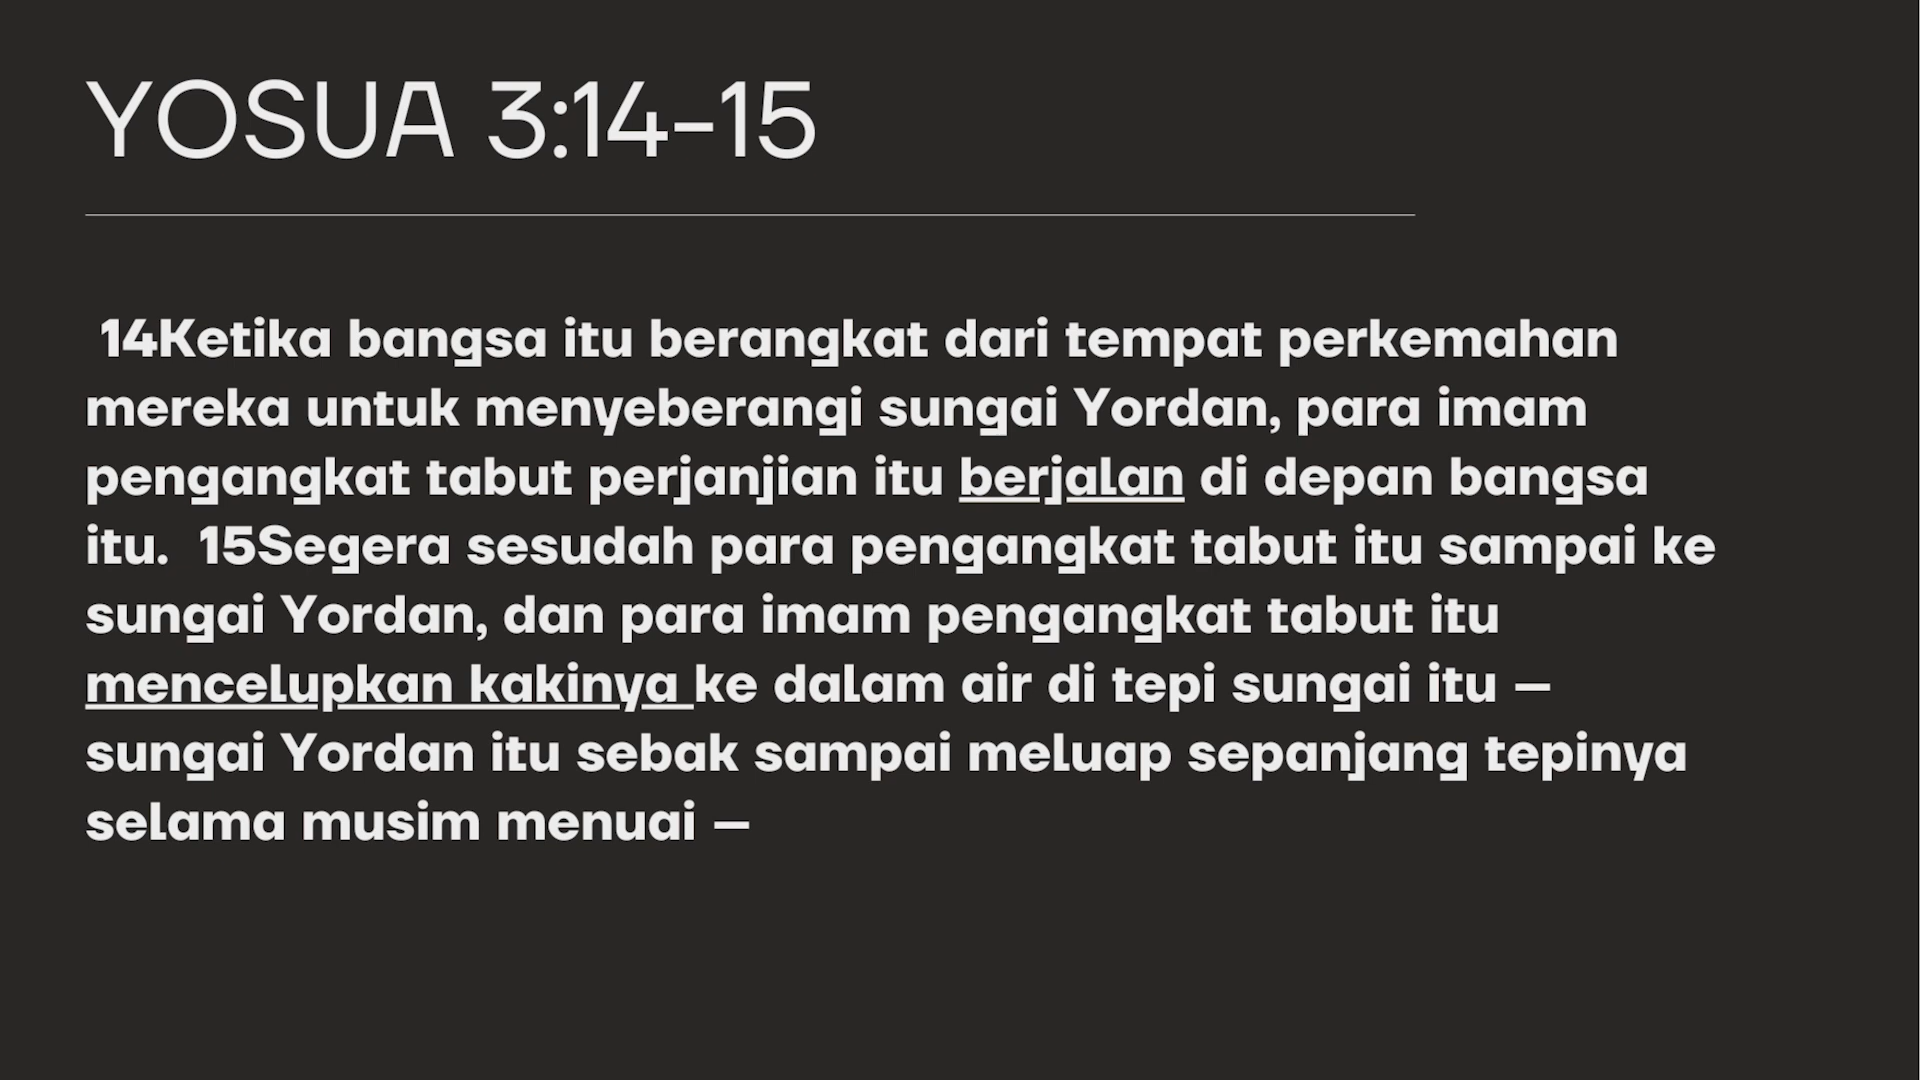 YOSUA 3:14-15
14Ketika bangsa itu berangkat dari tempat perkemahan
mereka untuk menyeberangi sungai Yordan, para imam
pengangkat tabut perjanjian itu berjalan di depan bangsa
itu.  15Segera sesudah para pengangkat tabut itu sampai ke
sungai Yordan, dan para imam pengangkat tabut itu
mencelupkan kakinya ke dalam air di tepi sungai itu –
sungai Yordan itu sebak sampai meluap sepanjang tepinya
selama musim menuai –